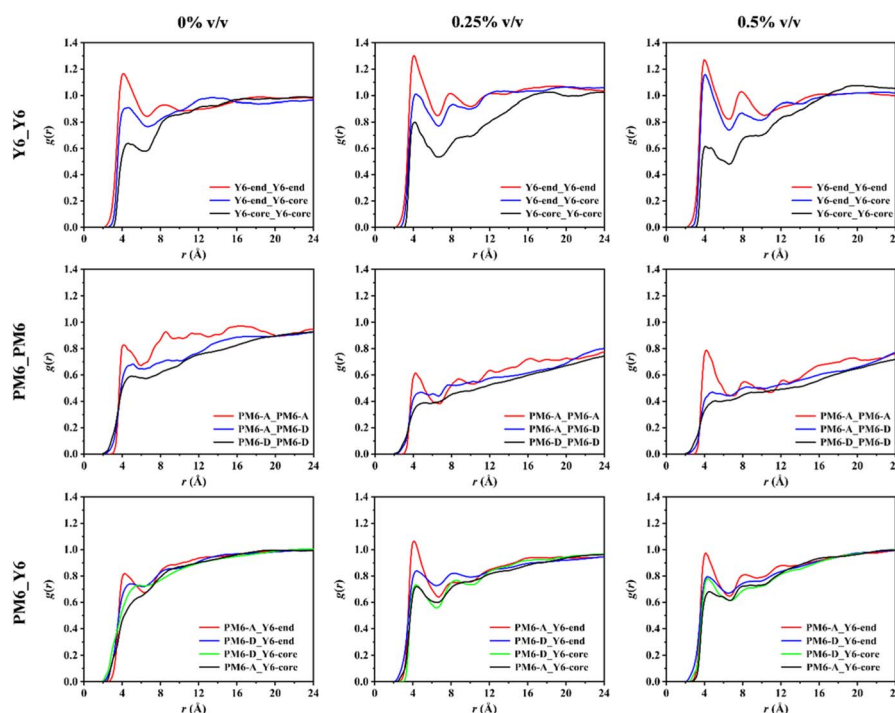 0% v/v 0.25% v/v 0.5% v/v
Y6_Y6
g(r)
1.4
1.2
1.0
0.8
0.6
0.4
0.2
0.0
Y6-end_Y6-end
Y6-end_Y6-core
Y6-core_Y6-core
0 4 8 12 16 20 24
r (Å)
g(r)
1.4
1.2
1.0
0.8
0.6
0.4
0.2
0.0
Y6-end_Y6-end
Y6-end_Y6-core
Y6-core_Y6-core
0 4 8 12 16 20 24
r (Å)
g(r)
1.4
1.2
1.0
0.8
0.6
0.4
0.2
0.0
Y6-end_Y6-end
Y6-end_Y6-core
Y6-core_Y6-core
0 4 8 12 16 20
r (Å)
PM6_PM6
g(r)
1.4
1.2
1.0
0.8
0.6
0.4
0.2
0.0
PM6-A_PM6-A
PM6-A_PM6-D
PM6-D_PM6-D
0 4 8 12 16 20 24
r (Å)
g(r)
1.4
1.2
1.0
0.8
0.6
0.4
0.2
0.0
PM6-A_PM6-A
PM6-A_PM6-D
PM6-D_PM6-D
0 4 8 12 16 20 24
r (Å)
g(r)
1.4
1.2
1.0
0.8
0.6
0.4
0.2
0.0
PM6-A_PM6-A
PM6-A_PM6-D
PM6-D_PM6-D
0 4 8 12 16 20
r (Å)
PM6_Y6
g(r)
1.4
1.2
1.0
0.8
0.6
0.4
0.2
0.0
PM6-A_Y6-end
PM6-D_Y6-end
PM6-D_Y6-core
PM6-A_Y6-core
0 4 8 12 16 20 24
r (Å)
g(r)
1.4
1.2
1.0
0.8
0.6
0.4
0.2
0.0
PM6-A_Y6-end
PM6-D_Y6-end
PM6-D_Y6-core
PM6-A_Y6-core
0 4 8 12 16 20 24
r (Å)
g(r)
1.4
1.2
1.0
0.8
0.6
0.4
0.2
0.0
PM6-A_Y6-end
PM6-D_Y6-end
PM6-D_Y6-core
PM6-A_Y6-core
0 4 8 12 16 20
r (Å)